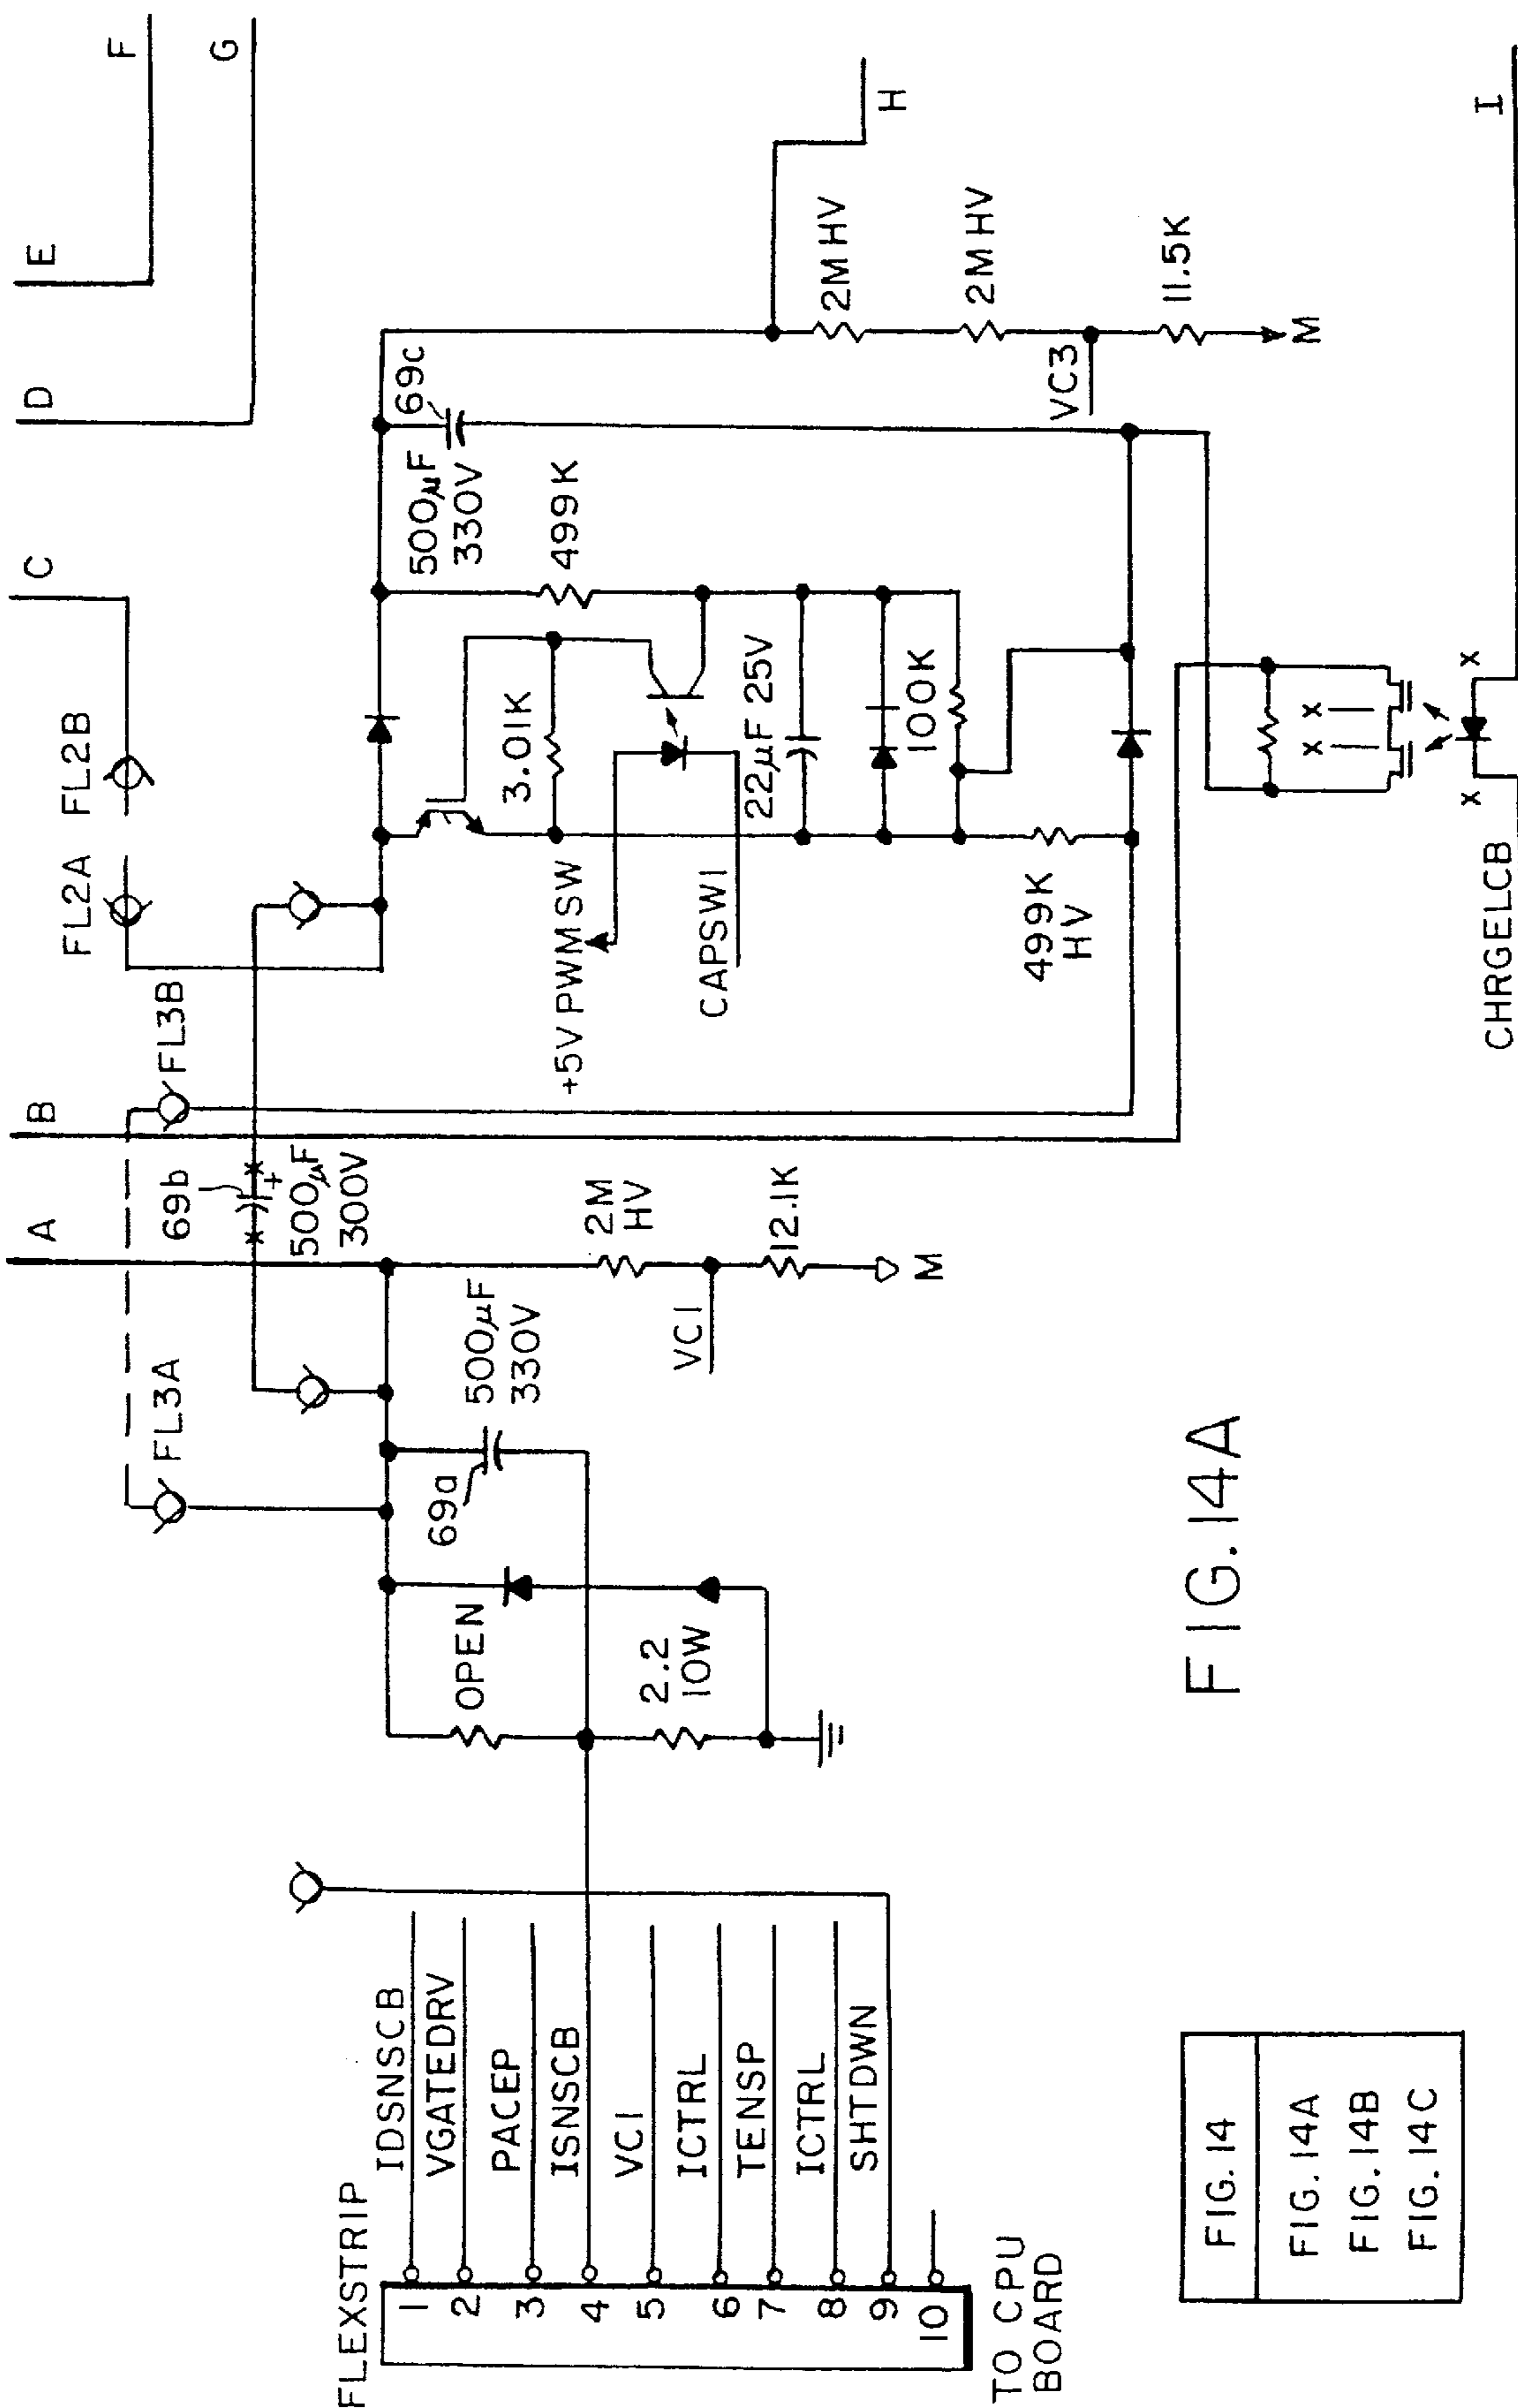 FLEXSTRIP
1 IDSNSCB
2 VGATEDRV
3 PACEP
4 ISNSCB
5 VC1
6 ICTRL
7 TENSP
8 ICTRL
9 SHTDWN
10
TO CPU
BOARD
OPEN
2.2
10W
FL3A
69a
500µF
330V
A
69b
+
500µF
300V
2M
HV
VC1
12.1K
M
B
FL3B
FL2A
FL2B
C
D
E
F
G
H
+5VPWMSW
CAPSW1
3.01K
22µF 25V
100K
499K
HV
499K
500µF
330V
69c
2M HV
2M HV
VC3
11.5K
M
x x
x x
CHRGELCB
I
FIG. 14
FIG. 14A
FIG. 14B
FIG. 14C
FIG. 14A